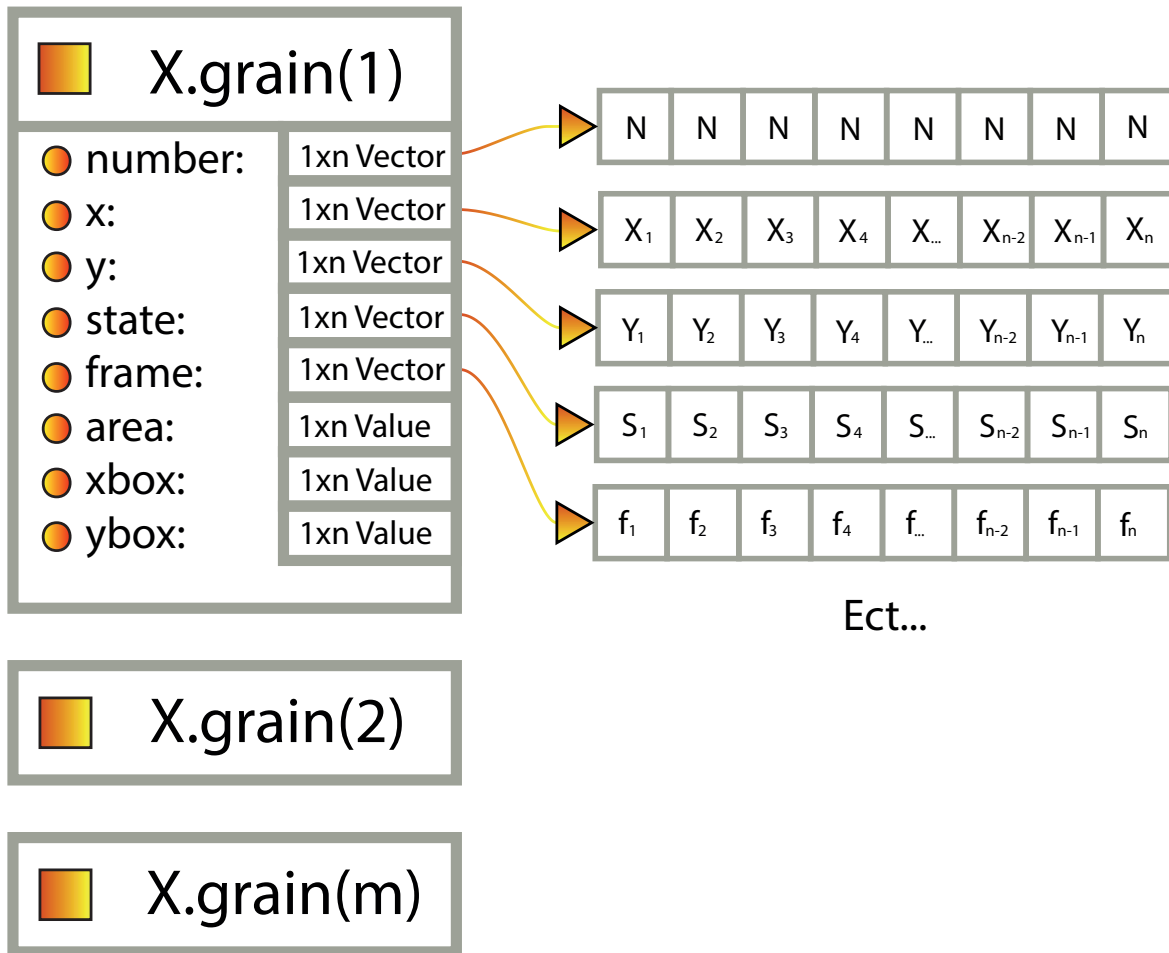 X.grain(1)
number: 1xn Vector
x: 1xn Vector
y: 1xn Vector
state: 1xn Vector
frame: 1xn Vector
area: 1xn Value
xbox: 1xn Value
ybox: 1xn Value
N N N N N N N N
X₁ X₂ X₃ X₄ X... Xₙ₋₂ Xₙ₋₁ Xₙ
Y₁ Y₂ Y₃ Y₄ Y... Yₙ₋₂ Yₙ₋₁ Yₙ
S₁ S₂ S₃ S₄ S... Sₙ₋₂ Sₙ₋₁ Sₙ
f₁ f₂ f₃ f₄ f... fₙ₋₂ fₙ₋₁ fₙ
Ect...
X.grain(2)
X.grain(m)